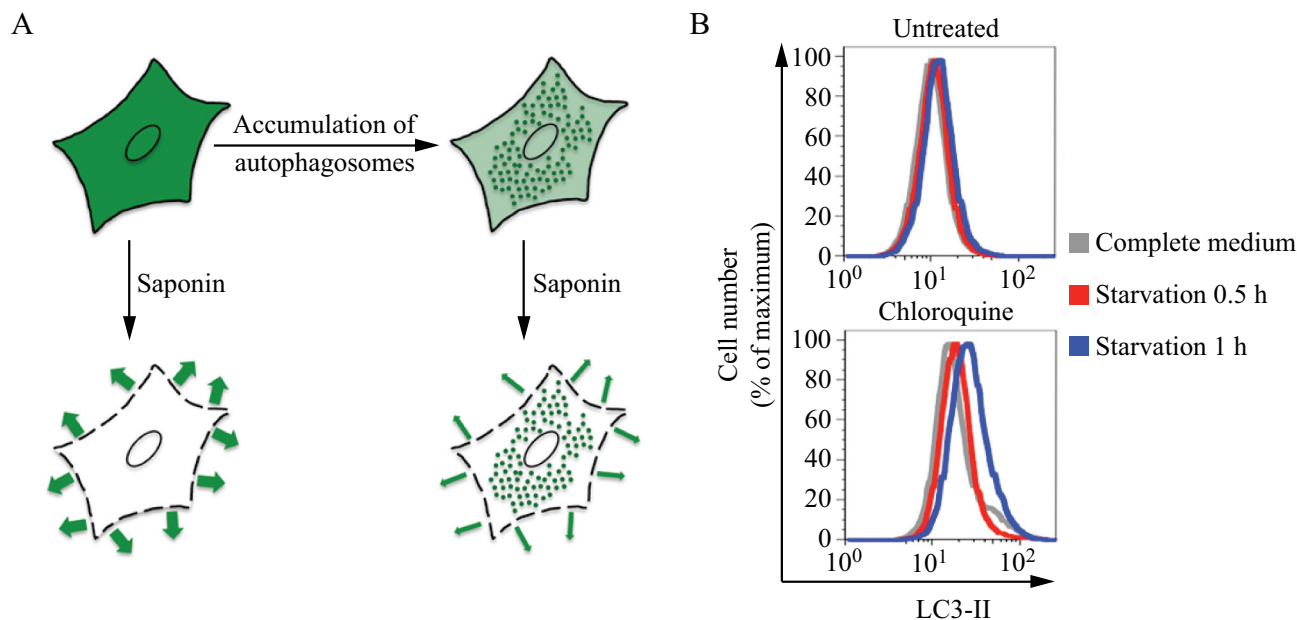 A
Accumulation of
autophagosomes
Saponin
Saponin
B
Untreated
100
80
60
40
20
0
10⁰
10¹
10²
Chloroquine
100
80
60
40
20
0
10⁰
10¹
10²
Cell number
(% of maximum)
LC3-II
Complete medium
Starvation 0.5 h
Starvation 1 h